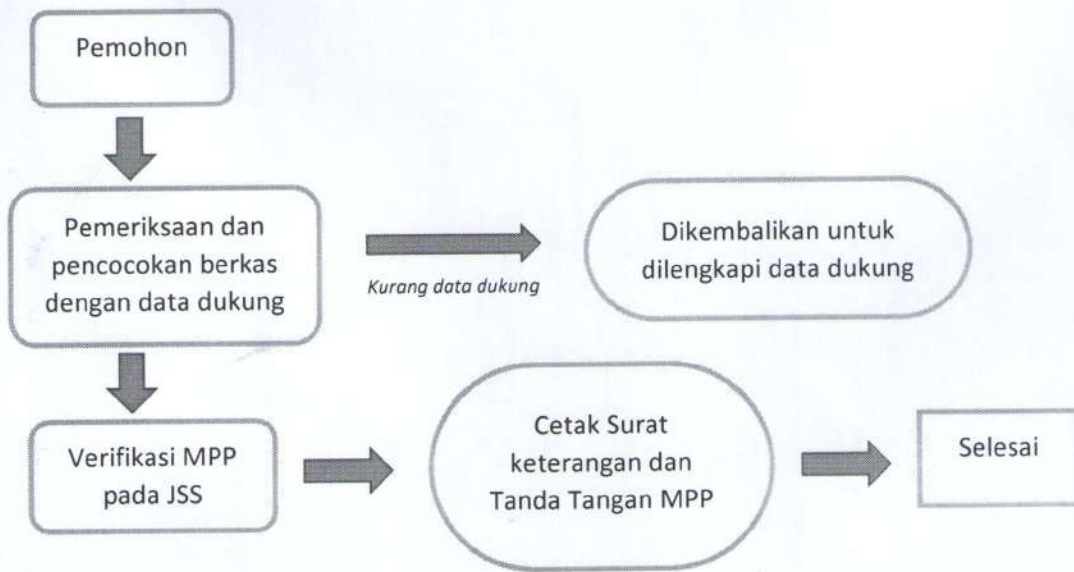 Pemohon
Pemeriksaan dan
pencocokan berkas
dengan data dukung
Kurang data dukung
Dikembalikan untuk
dilengkapi data dukung
Verifikasi MPP
pada JSS
Cetak Surat
keterangan dan
Tanda Tangan MPP
Selesai